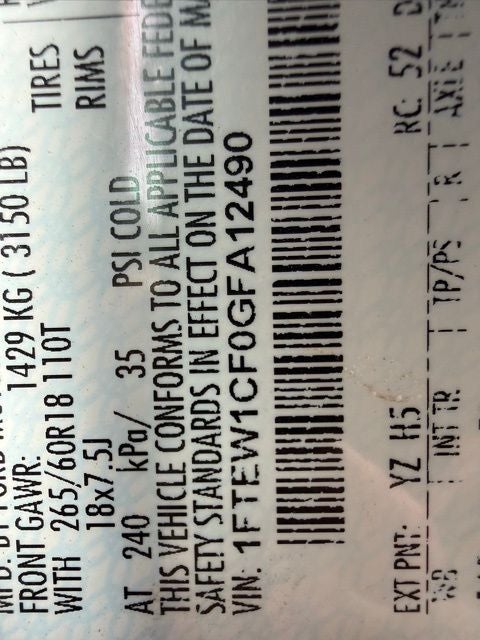 FRONT GAWR: 1429 KG ( 3150 LB) TIRES
WITH 265/60R18 110T RIMS
18x7.5J
AT 240 kPa/ 35 PSI COLD
THIS VEHICLE CONFORMS TO ALL APPLICABLE FEDE
SAFETY STANDARDS IN EFFECT ON THE DATE OF MA
VIN: 1FTEW1CF0GFA12490
EXT PNT: YZ H5 RC: 52 D
WB INT TR. TP/PS R AXLE